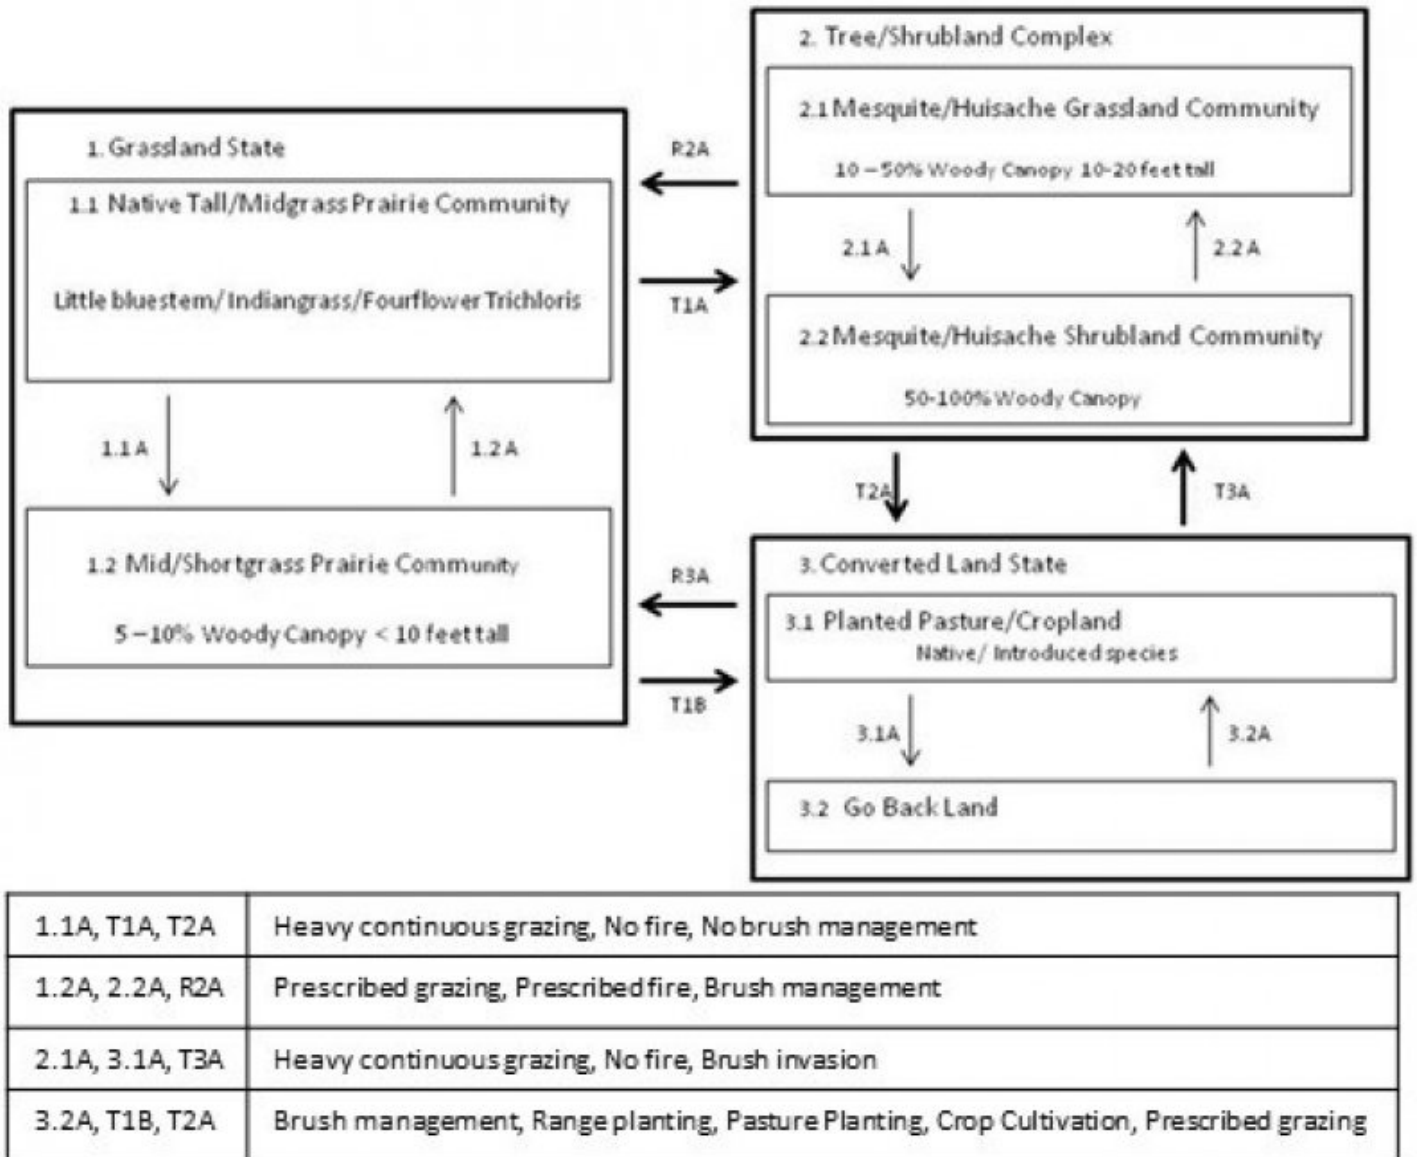 2. Tree/Shrubland Complex
2.1 Mesquite/Huisache Grassland Community
10 – 50% Woody Canopy 10-20 feet tall
2.1 A
2.2 A
2.2 Mesquite/Huisache Shrubland Community
50-100% Woody Canopy
1. Grassland State
1.1 Native Tall/Midgrass Prairie Community
Little bluestem/ Indiangrass/Fourflower Trichloris
1.1 A
1.2 A
1.2 Mid/Shortgrass Prairie Community
5 – 10% Woody Canopy < 10 feet tall
R2A
T1A
T2A
T3A
R3A
T1B
3. Converted Land State
3.1 Planted Pasture/Cropland
Native/ Introduced species
3.1A
3.2A
3.2 Go Back Land
1.1A, T1A, T2A Heavy continuous grazing, No fire, No brush management
1.2A, 2.2A, R2A Prescribed grazing, Prescribed fire, Brush management
2.1A, 3.1A, T3A Heavy continuous grazing, No fire, Brush invasion
3.2A, T1B, T2A Brush management, Range planting, Pasture Planting, Crop Cultivation, Prescribed grazing